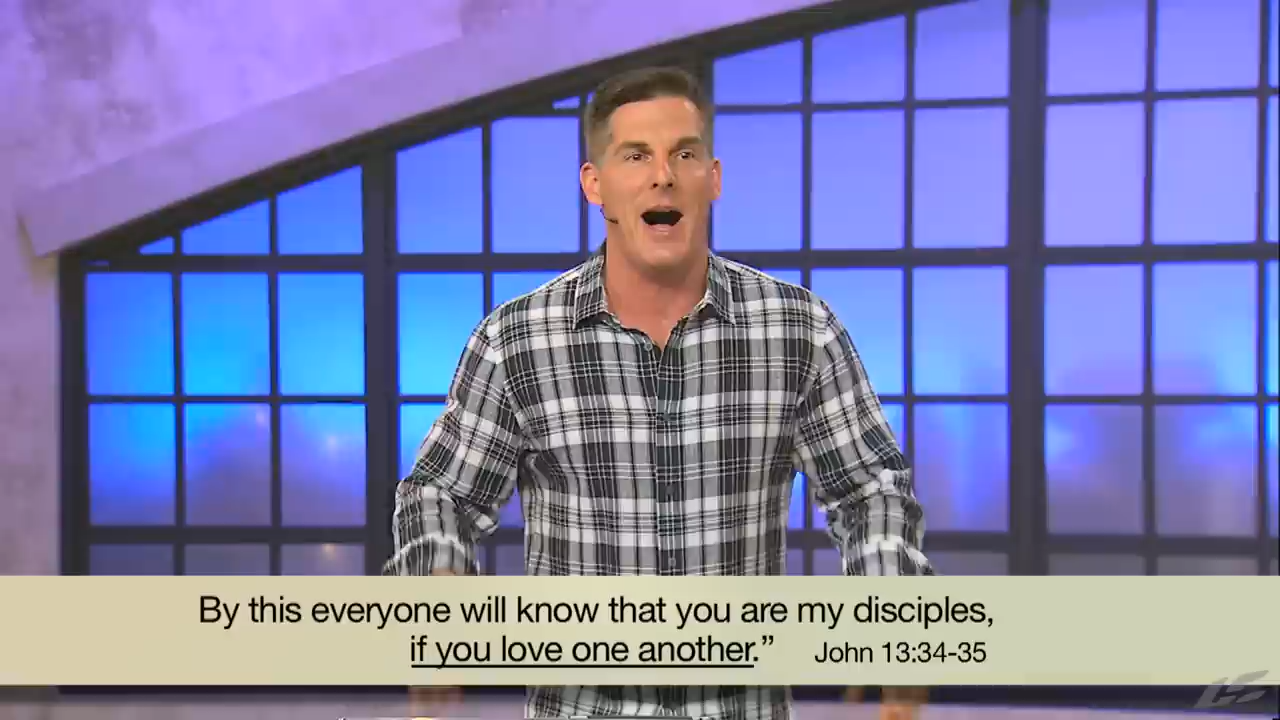 By this everyone will know that you are my disciples,
if you love one another.” John 13:34-35